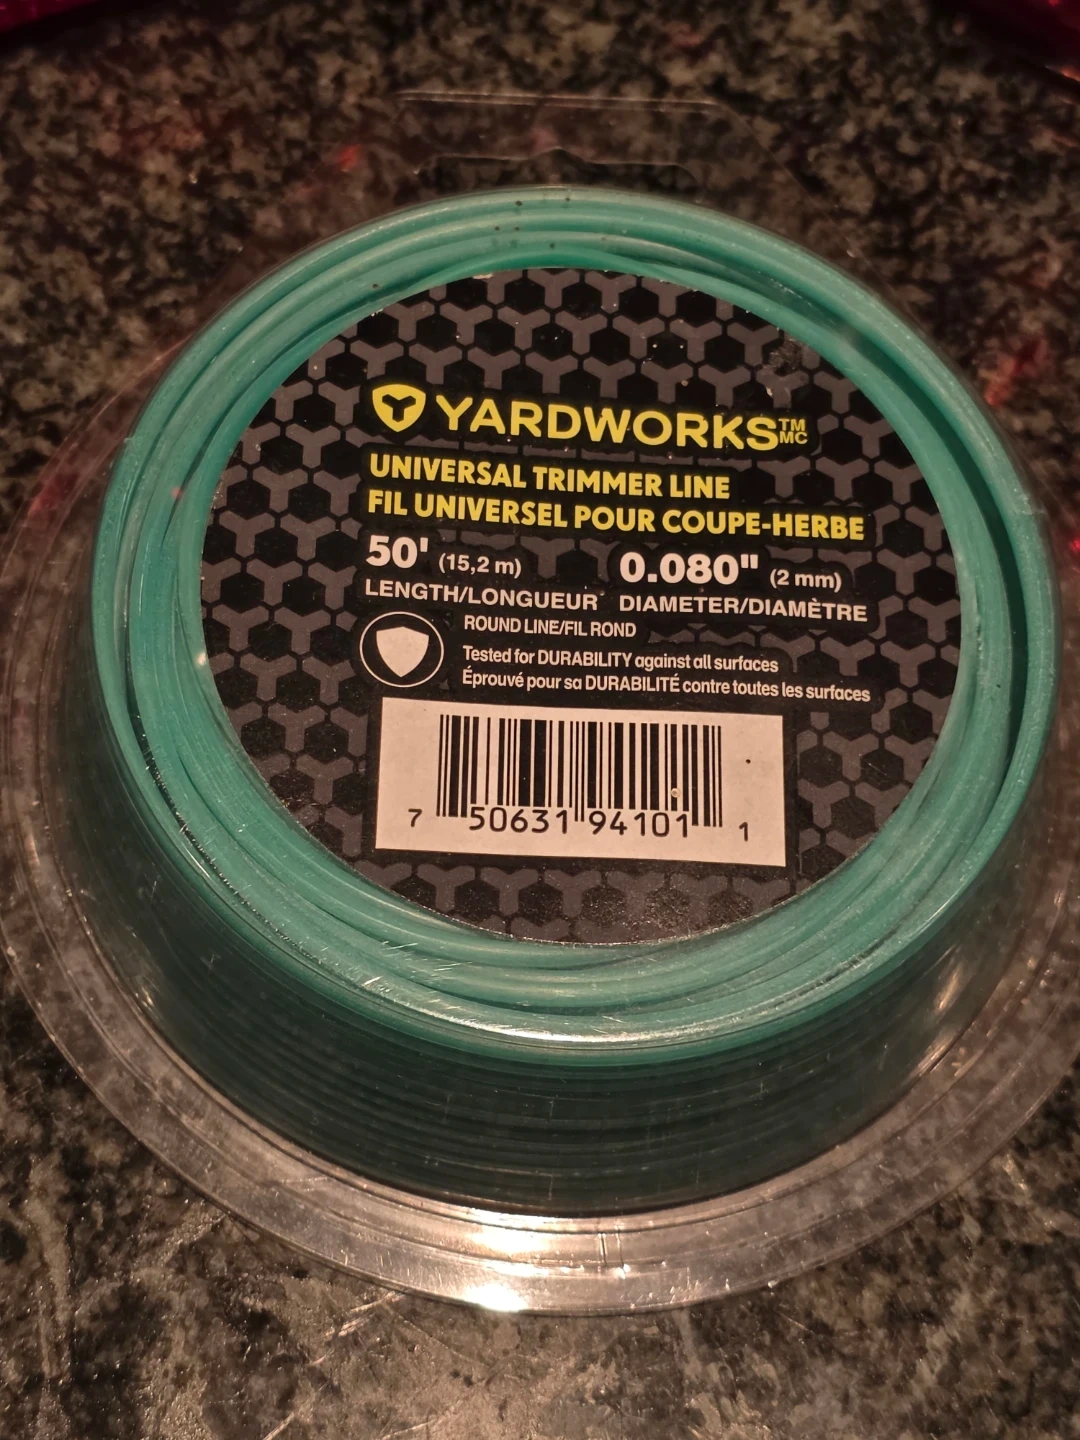 YARDWORKS™ MC
UNIVERSAL TRIMMER LINE
FIL UNIVERSEL POUR COUPE-HERBE
50' (15,2 m) 0.080" (2 mm)
LENGTH/LONGUEUR DIAMETER/DIAMÈTRE
ROUND LINE/FIL ROND
Tested for DURABILITY against all surfaces
Éprouvé pour sa DURABILITÉ contre toutes les surfaces
7 50631 94101 1